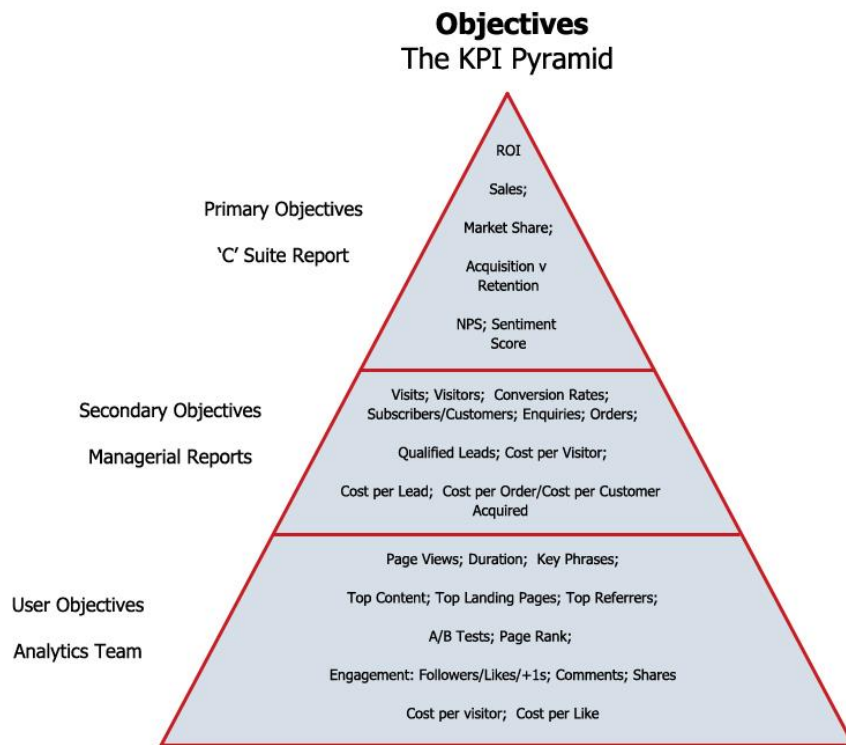 Objectives
The KPI Pyramid
Primary Objectives
‘C’ Suite Report
ROI
Sales;
Market Share;
Acquisition v
Retention
NPS; Sentiment
Score
Secondary Objectives
Managerial Reports
Visits; Visitors; Conversion Rates;
Subscribers/Customers; Enquiries; Orders;
Qualified Leads; Cost per Visitor;
Cost per Lead; Cost per Order/Cost per Customer
Acquired
User Objectives
Analytics Team
Page Views; Duration; Key Phrases;
Top Content; Top Landing Pages; Top Referrers;
A/B Tests; Page Rank;
Engagement: Followers/Likes/+1s; Comments; Shares
Cost per visitor; Cost per Like